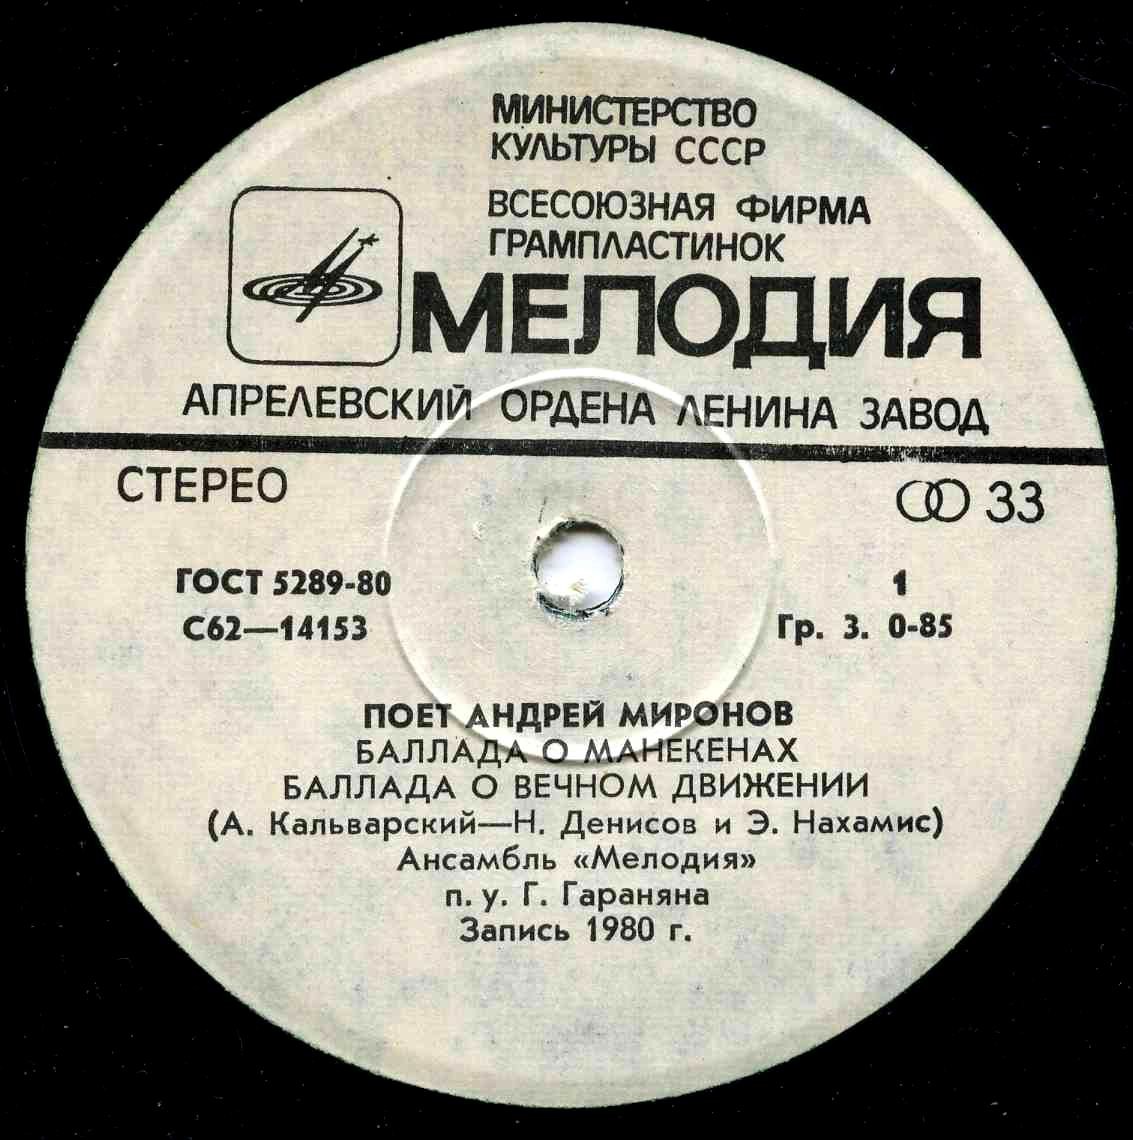 МИНИСТЕРСТВО
КУЛЬТУРЫ СССР
ВСЕСОЮЗНАЯ ФИРМА
ГРАМПЛАСТИНОК
МЕЛОДИЯ
АПРЕЛЕВСКИЙ ОРДЕНА ЛЕНИНА ЗАВОД
СТЕРЕО
33
ГОСТ 5289-80
1
С62—14153
Гр. 3. 0-85
ПОЕТ АНДРЕЙ МИРОНОВ
БАЛЛАДА О МАНЕКЕНАХ
БАЛЛАДА О ВЕЧНОМ ДВИЖЕНИИ
(А. Кальварский—Н. Денисов и Э. Нахамис)
Ансамбль «Мелодия»
п. у. Г. Гараняна
Запись 1980 г.